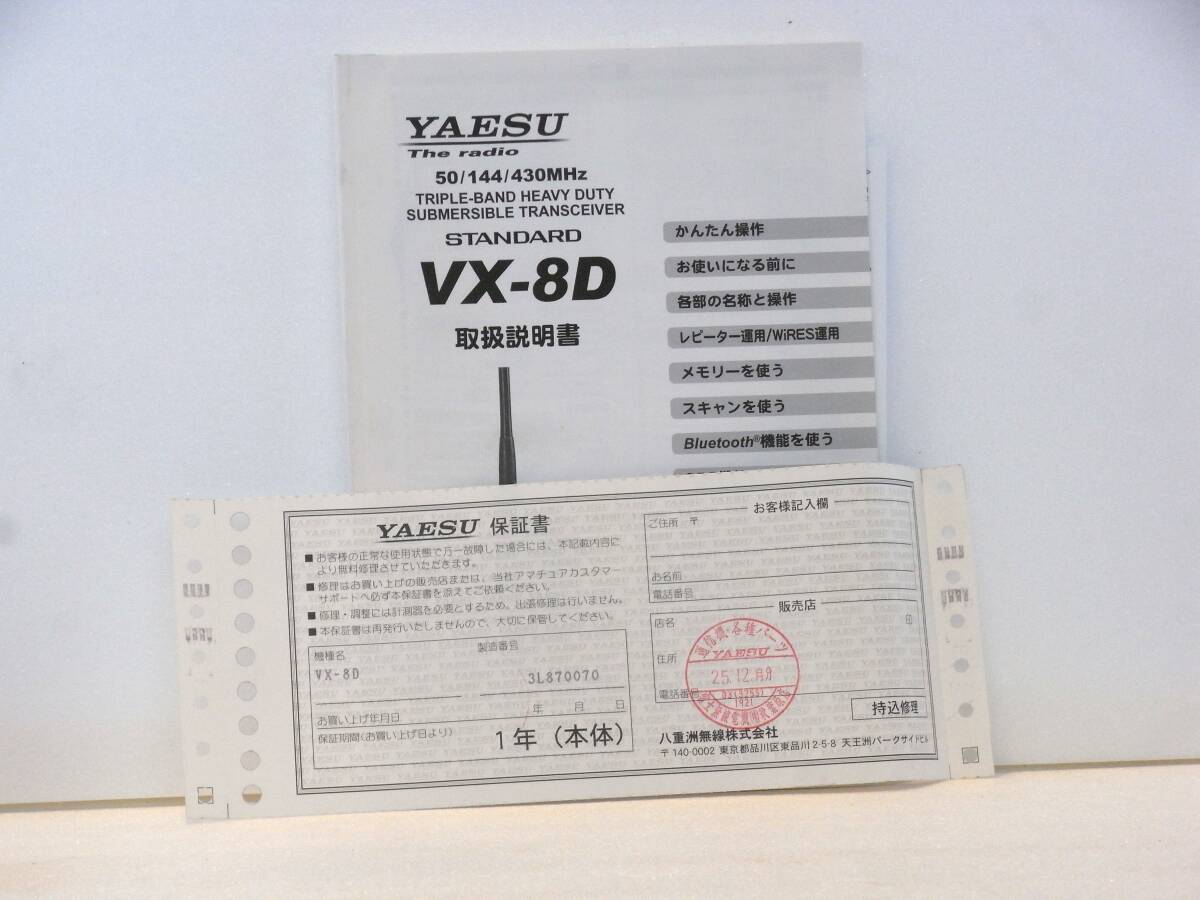 YAESU
The radio
50/144/430MHz
TRIPLE-BAND HEAVY DUTY
SUBMERSIBLE TRANSCEIVER
STANDARD
VX-8D
取扱説明書
かんたん操作
お使いになる前に
各部の名称と操作
レピーター運用/WiRES運用
メモリーを使う
スキャンを使う
Bluetooth®機能を使う
YAESU 保証書
■ お客様の正常な使用状態で万一故障した場合には、本記載内容に
より無料修理させていただきます。
■ 修理はお買い上げの販売店または、当社アマチュアカスタマー
サポートへ必ず本保証書を添えてご依頼ください。
■ 修理・調整には計測器を必要とするため、出張修理は行いません。
■ 本保証書は再発行いたしませんので、大切に保管してください。
機種名
製造番号
VX-8D
3L870070
お買い上げ年月日
年 月 日
保証期間(お買い上げ日より)
1年(本体)
お客様記入欄
ご住所 〒
お名前
電話番号
販売店
店名
印
住所
電話番号
通信機・各種パーツ
YAESU
25.12.月分
持込修理
八重洲無線株式会社
〒140-0002 東京都品川区東品川 2-5-8 天王洲パークサイドビル